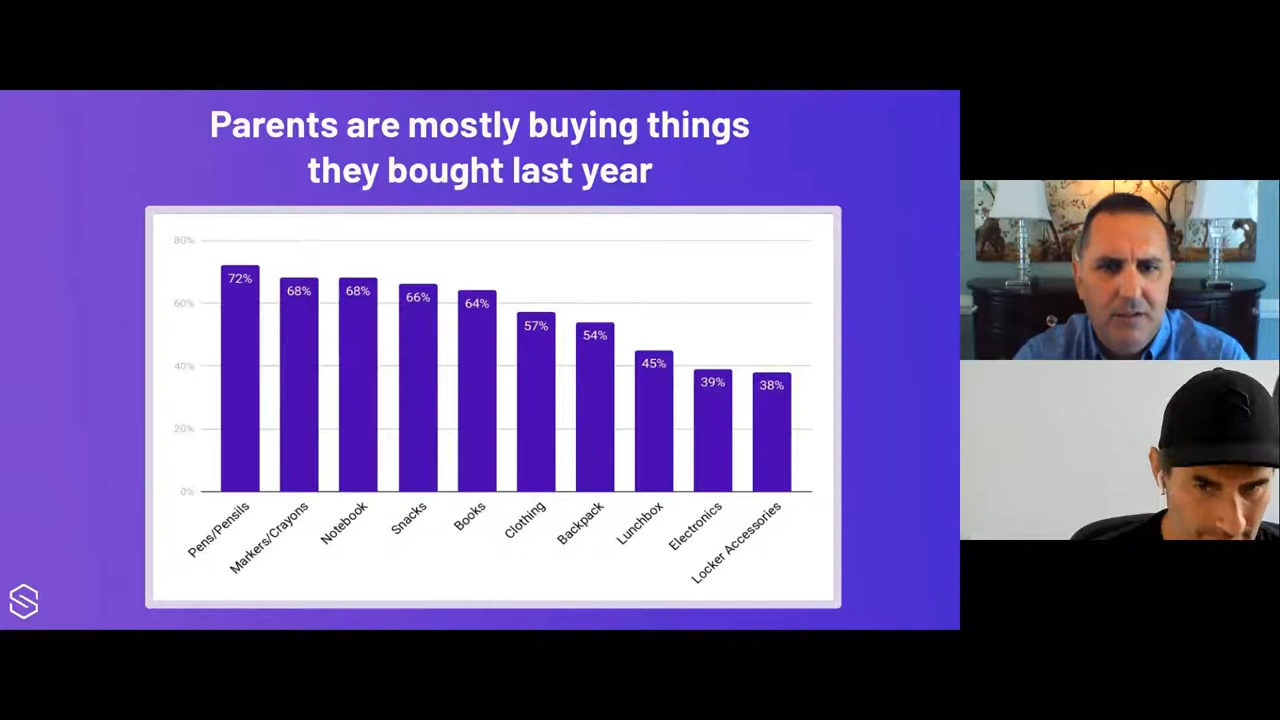 Parents are mostly buying things
they bought last year
80%
60%
40%
20%
0%
72%
68%
68%
66%
64%
57%
54%
45%
39%
38%
Pens/Pensils
Markers/Crayons
Notebook
Snacks
Books
Clothing
Backpack
Lunchbox
Electronics
Locker Accessories